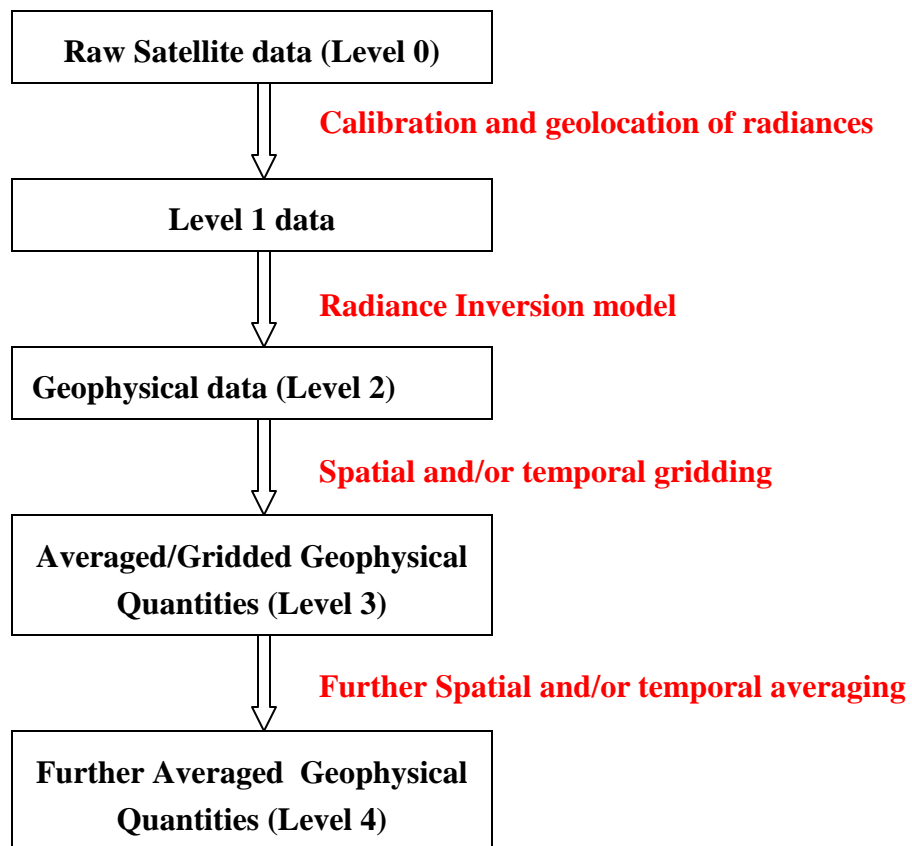 Raw Satellite data (Level 0)
Calibration and geolocation of radiances
Level 1 data
Radiance Inversion model
Geophysical data (Level 2)
Spatial and/or temporal gridding
Averaged/Gridded Geophysical
Quantities (Level 3)
Further Spatial and/or temporal averaging
Further Averaged  Geophysical
Quantities (Level 4)